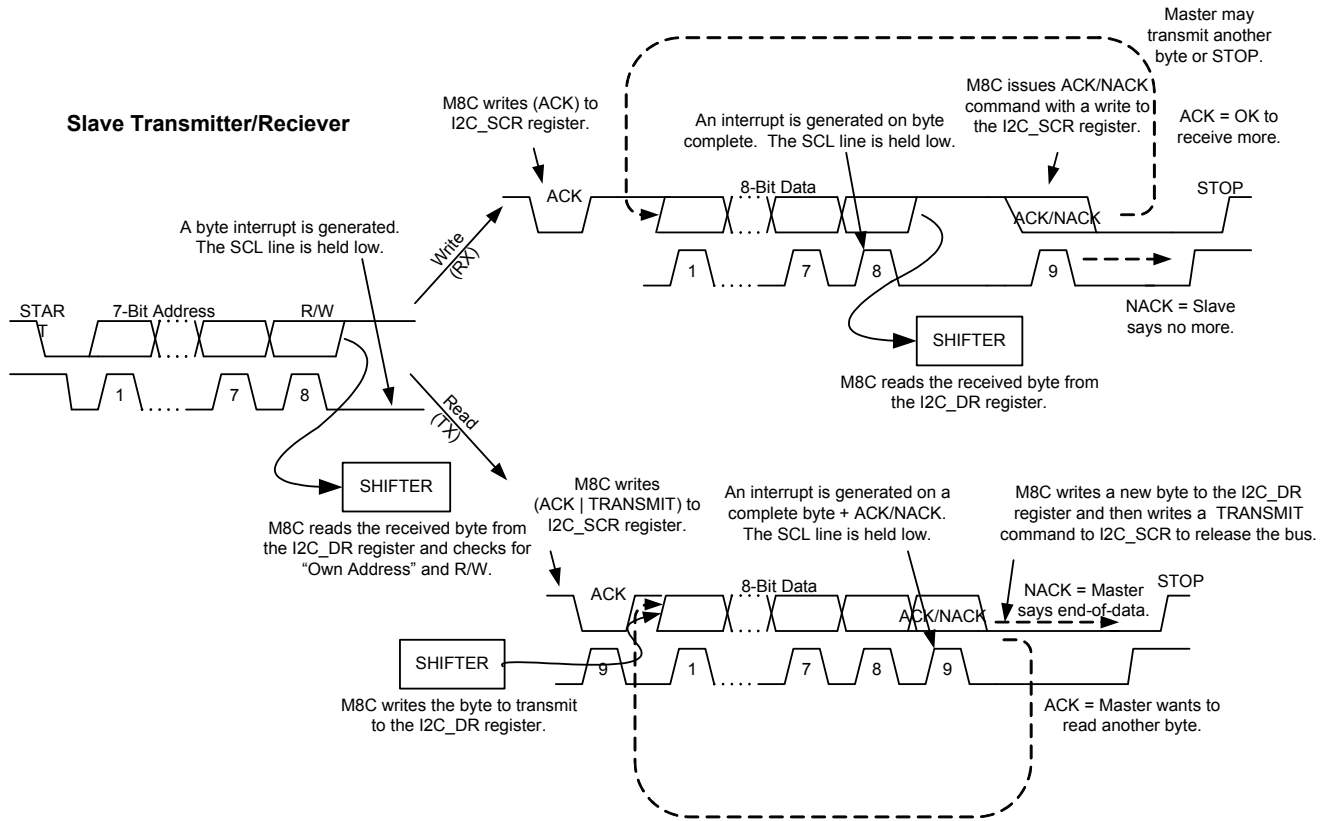 Slave Transmitter/Reciever
Master may
transmit another
byte or STOP.
M8C writes (ACK) to
I2C_SCR register.
An interrupt is generated on byte
complete. The SCL line is held low.
M8C issues ACK/NACK
command with a write to
the I2C_SCR register.
ACK = OK to
receive more.
A byte interrupt is generated.
The SCL line is held low.
Write
(RX)
ACK
8-Bit Data
ACK/NACK
STOP
1
7
8
9
NACK = Slave
says no more.
SHIFTER
M8C reads the received byte from
the I2C_DR register.
STAR
T
7-Bit Address
R/W
1
7
8
Read
(TX)
SHIFTER
M8C reads the received byte from
the I2C_DR register and checks for
“Own Address” and R/W.
M8C writes
(ACK | TRANSMIT) to
I2C_SCR register.
An interrupt is generated on a
complete byte + ACK/NACK.
The SCL line is held low.
M8C writes a new byte to the I2C_DR
register and then writes a TRANSMIT
command to I2C_SCR to release the bus.
ACK
8-Bit Data
ACK/NACK
NACK = Master
says end-of-data.
STOP
SHIFTER
9
1
7
8
9
M8C writes the byte to transmit
to the I2C_DR register.
ACK = Master wants to
read another byte.